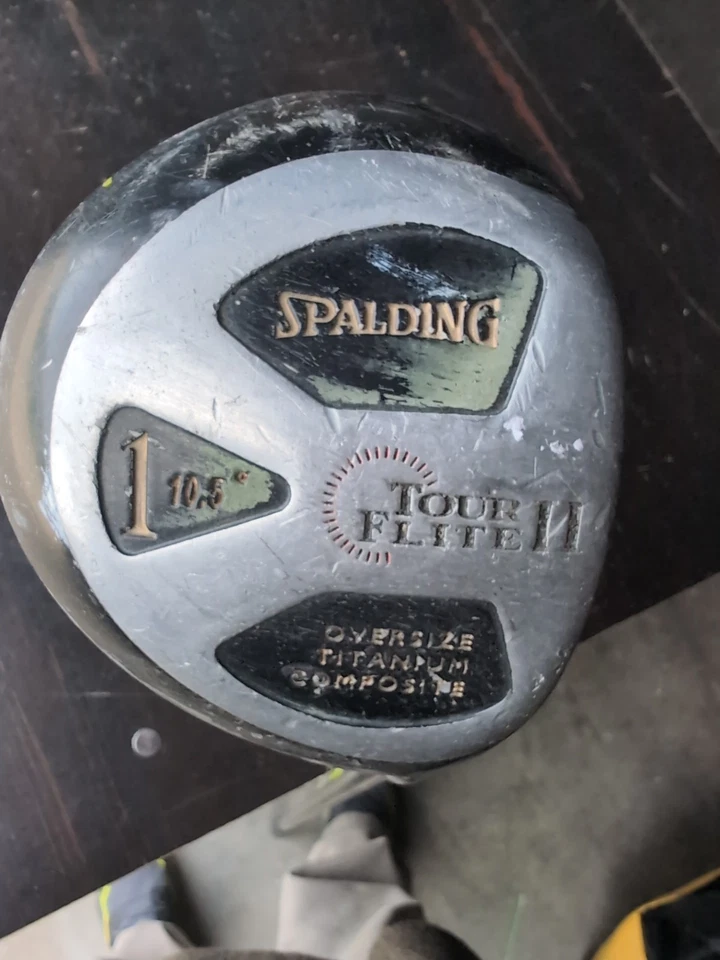 SPALDING
1 10.5°
TOUR
FLITE II
OVERSIZE
TITANIUM
COMPOSITE